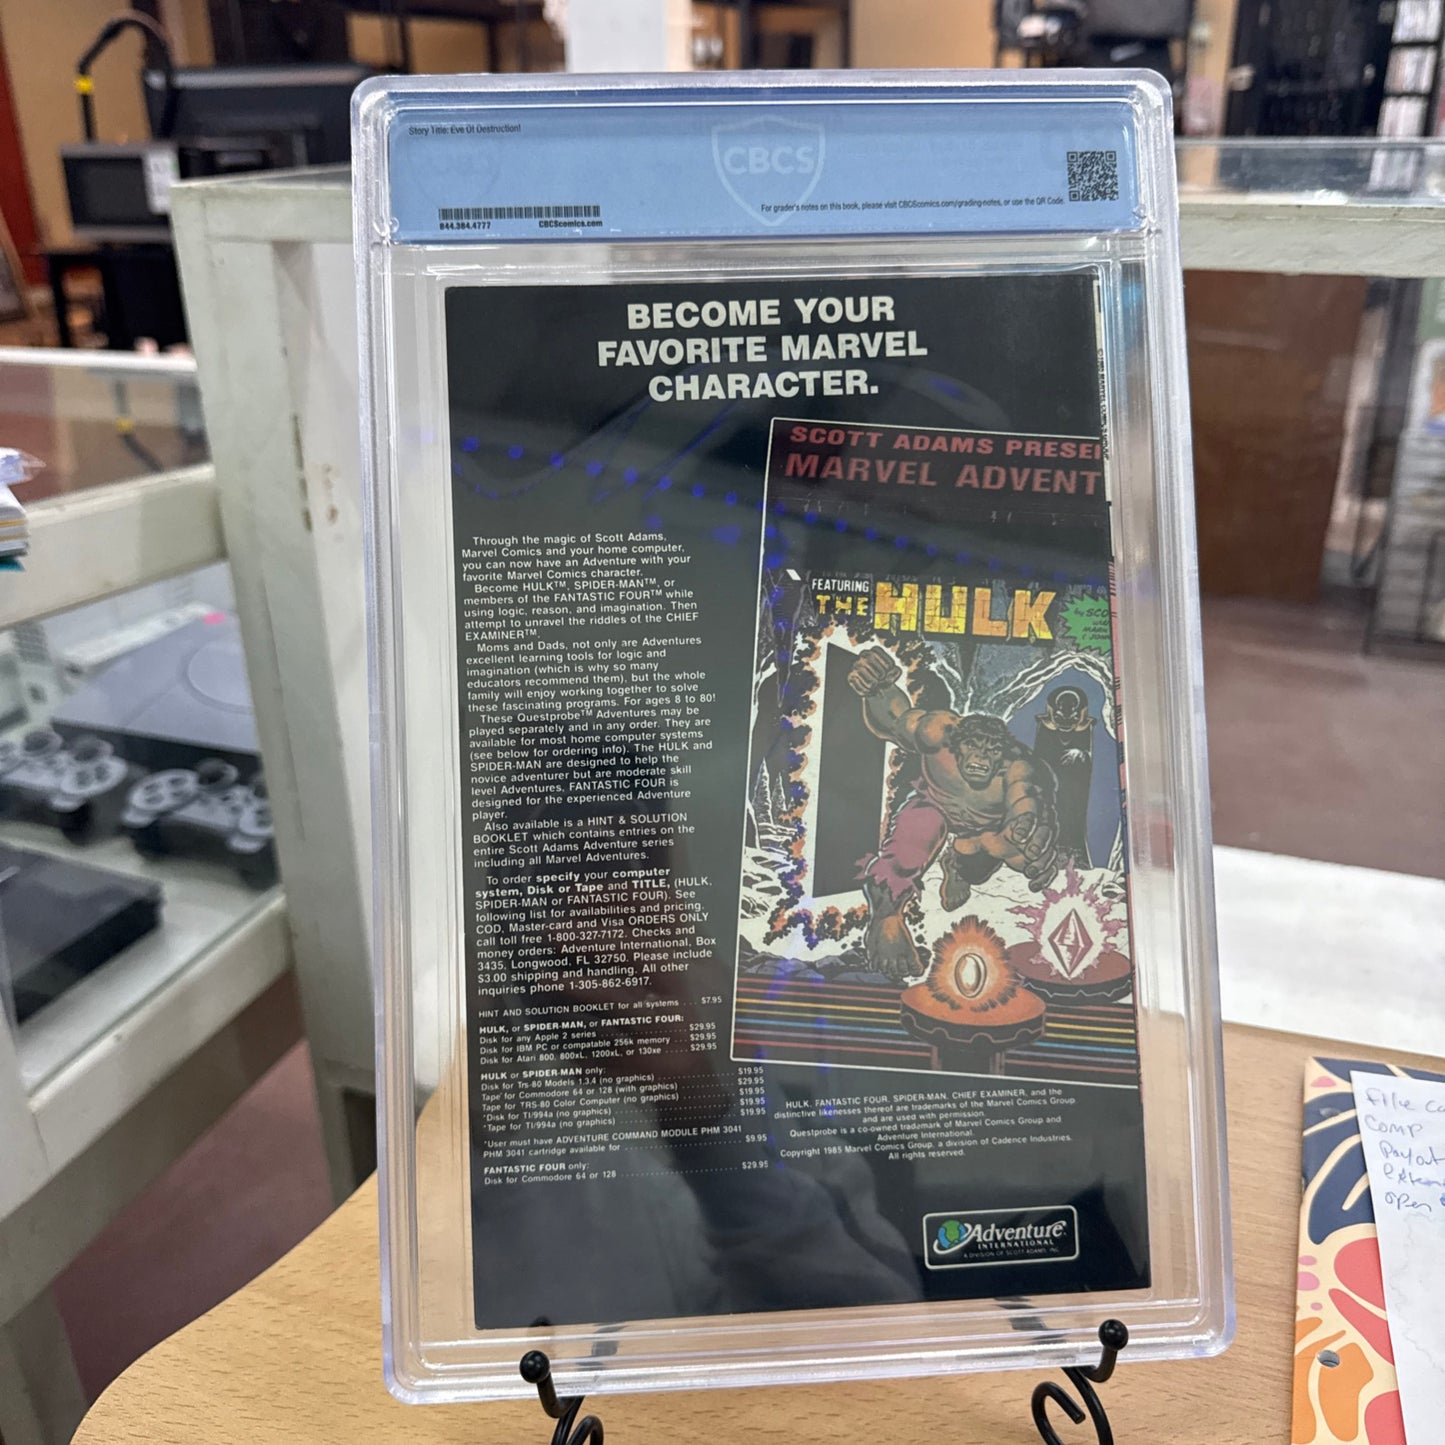 Story Title: Eve Of Destruction!
CBCS
For grader's notes on this book, please visit CBCScomics.com/grading-notes, or use the QR Code.
844.384.4777 CBCScomics.com
BECOME YOUR
FAVORITE MARVEL
CHARACTER.
SCOTT ADAMS PRESE
MARVEL ADVENT
FEATURING
THE HULK
by SCO
Through the magic of Scott Adams,
Marvel Comics and your home computer,
you can now have an Adventure with your
favorite Marvel Comics character.
Become HULK™, SPIDER-MAN™, or
members of the FANTASTIC FOUR™ while
using logic, reason, and imagination. Then
attempt to unravel the riddles of the CHIEF
EXAMINER™.
Moms and Dads, not only are Adventures
excellent learning tools for logic and
imagination (which is why so many
educators recommend them), but the whole
family will enjoy working together to solve
these fascinating programs. For ages 8 to 80!
These Questprobe™ Adventures may be
played separately and in any order. They are
available for most home computer systems
(see below for ordering info). The HULK and
SPIDER-MAN are designed to help the
novice adventurer but are moderate skill
level Adventures, FANTASTIC FOUR is
designed for the experienced Adventure
player.
Also available is a HINT & SOLUTION
BOOKLET which contains entries on the
entire Scott Adams Adventure series
including all Marvel Adventures.
To order specify your computer
system, Disk or Tape and TITLE, (HULK,
SPIDER-MAN or FANTASTIC FOUR). See
following list for availabilities and pricing.
COD, Master-card and Visa ORDERS ONLY
call toll free 1-800-327-7172. Checks and
money orders: Adventure International, Box
3435, Longwood, FL 32750. Please include
$3.00 shipping and handling. All other
inquiries phone 1-305-862-6917.
HINT AND SOLUTION BOOKLET for all systems . . . $7.95
HULK, or SPIDER-MAN, or FANTASTIC FOUR:
Disk for any Apple 2 series . . . . . . . . . . . . . . . . $29.95
Disk for IBM PC or compatable 256k memory . . . $29.95
Disk for Atari 800, 800xL, 1200xL, or 130xe . . . . . $29.95
HULK or SPIDER-MAN only:
Disk for Trs-80 Models 1,3,4 (no graphics) . . . . . . . . . . . . $19.95
Tape for Commodore 64 or 128 (with graphics) . . . . . . . . $29.95
Tape for TRS-80 Color Computer (no graphics) . . . . . . . . $19.95
*Disk for TI/994a (no graphics) . . . . . . . . . . . . . . . . . . $19.95
*Tape for TI/994a (no graphics) . . . . . . . . . . . . . . . . . . $19.95
*User must have ADVENTURE COMMAND MODULE PHM 3041
PHM 3041 cartridge available for . . . . . . . . . . . . . . . . . $9.95
FANTASTIC FOUR only:
Disk for Commodore 64 or 128 . . . . . . . . . . . . . . . . . . $29.95
HULK, FANTASTIC FOUR, SPIDER-MAN, CHIEF EXAMINER, and the
distinctive likenesses thereof are trademarks of the Marvel Comics Group
and are used with permission.
Questprobe is a co-owned trademark of Marvel Comics Group and
Adventure International.
Copyright 1985 Marvel Comics Group, a division of Cadence Industries.
All rights reserved.
Adventure
INTERNATIONAL
A DIVISION OF SCOTT ADAMS, INC.
Comp
open